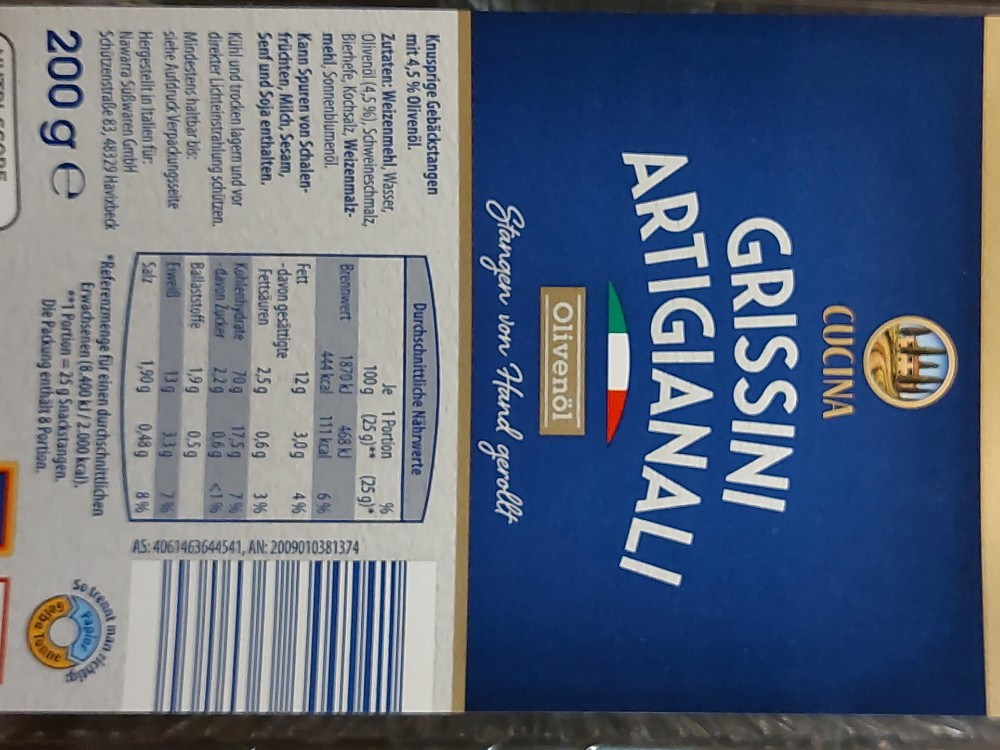 CUCINA
GRISSINI
ARTIGIANALI
Olivenöl
Stangen von Hand gerollt
Knusprige Gebäckstangen
mit 4,5 % Olivenöl.
Zutaten: Weizenmehl, Wasser,
Olivenöl (4,5 %), Schweineschmalz,
Bierhefe, Kochsalz, Weizenmalz-
mehl, Sonnenblumenöl.
Kann Spuren von Schalen-
früchten, Milch, Sesam,
Senf und Soja enthalten.
Kühl und trocken lagern und vor
direkter Lichteinstrahlung schützen.
Mindestens haltbar bis:
siehe Aufdruck Verpackungsseite
Hergestellt in Italien für:
Nawarra Süßwaren GmbH
Schützenstraße 83, 48329 Havixbeck
200 g e
Durchschnittliche Nährwerte
Je 1 Portion %
100 g (25 g)** (25 g)*
Brennwert 1870 kJ 468 kJ
444 kcal 111 kcal 6 %
Fett 12 g 3,0 g 4 %
-davon gesättigte
Fettsäuren 2,5 g 0,6 g 3 %
Kohlenhydrate 70 g 17,5 g 7 %
-davon Zucker 2,2 g 0,6 g <1 %
Ballaststoffe 1,9 g 0,5 g
Eiweiß 13 g 3,3 g 7 %
Salz 1,90 g 0,48 g 8 %
*Referenzmenge für einen durchschnittlichen
Erwachsenen (8.400 kJ / 2.000 kcal).
**1 Portion = 25 g Snackstangen.
Die Packung enthält 8 Portion.
AS: 4061463644541, AN: 2009010381374
So trennt man richtig:
Papier
Gelbe Tonne